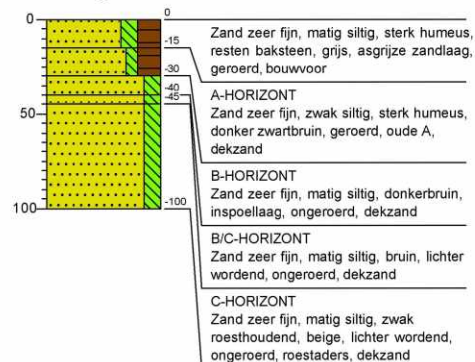 0
0
Zand zeer fijn, matig siltig, sterk humeus,
resten baksteen, grijs, asgrijze zandlaag,
geroerd, bouwvoor
-15
A-HORIZONT
Zand zeer fijn, zwak siltig, sterk humeus,
donker zwartbruin, geroerd, oude A,
dekzand
-30
-40
-45
50
B-HORIZONT
Zand zeer fijn, matig siltig, donkerbruin,
inspoellaag, ongeroerd, dekzand
100
-100
B/C-HORIZONT
Zand zeer fijn, matig siltig, bruin, lichter
wordend, ongeroerd, dekzand
C-HORIZONT
Zand zeer fijn, matig siltig, zwak
roesthoudend, beige, lichter wordend,
ongeroerd, roestaders, dekzand